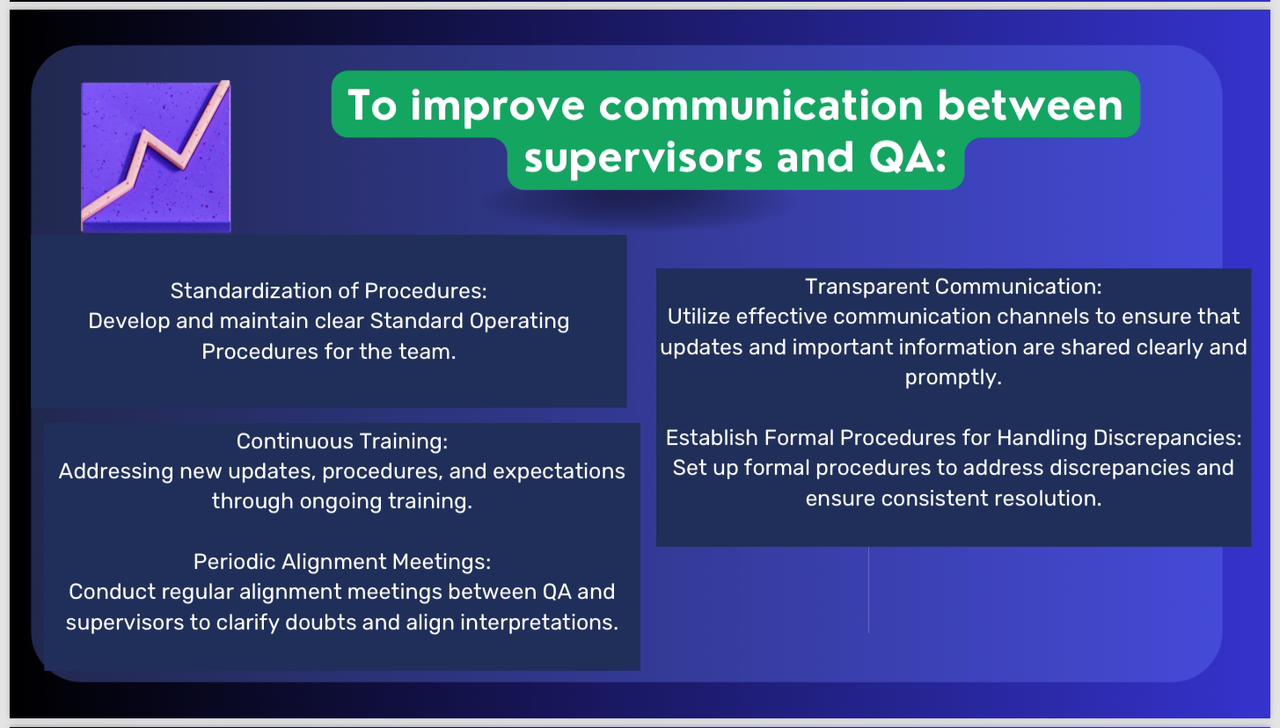 To improve communication between
supervisors and QA:
Standardization of Procedures:
Develop and maintain clear Standard Operating
Procedures for the team.
Continuous Training:
Addressing new updates, procedures, and expectations
through ongoing training.
Periodic Alignment Meetings:
Conduct regular alignment meetings between QA and
supervisors to clarify doubts and align interpretations.
Transparent Communication:
Utilize effective communication channels to ensure that
updates and important information are shared clearly and
promptly.
Establish Formal Procedures for Handling Discrepancies:
Set up formal procedures to address discrepancies and
ensure consistent resolution.